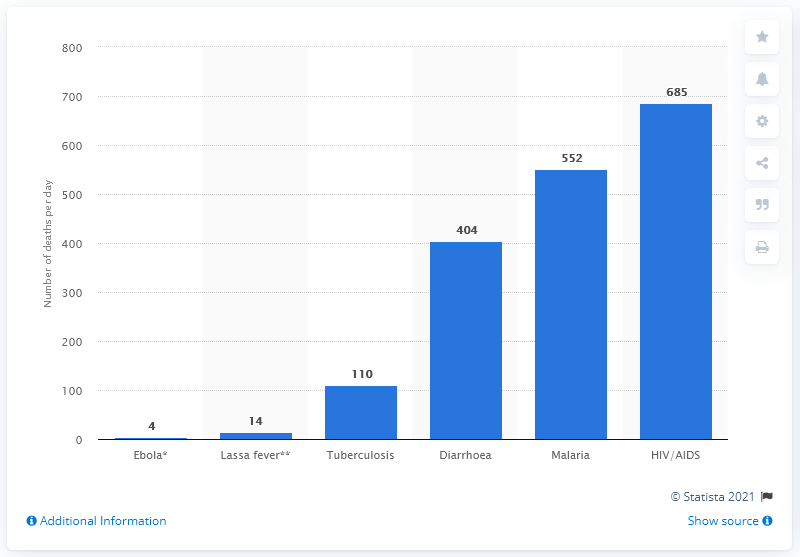 800
700
600
500
400
300
200
100
0
Number of deaths per day
4
14
110
404
552
685
Ebola*
Lassa fever**
Tuberculosis
Diarrhoea
Malaria
HIV/AIDS
© Statista 2021
Additional Information
Show source